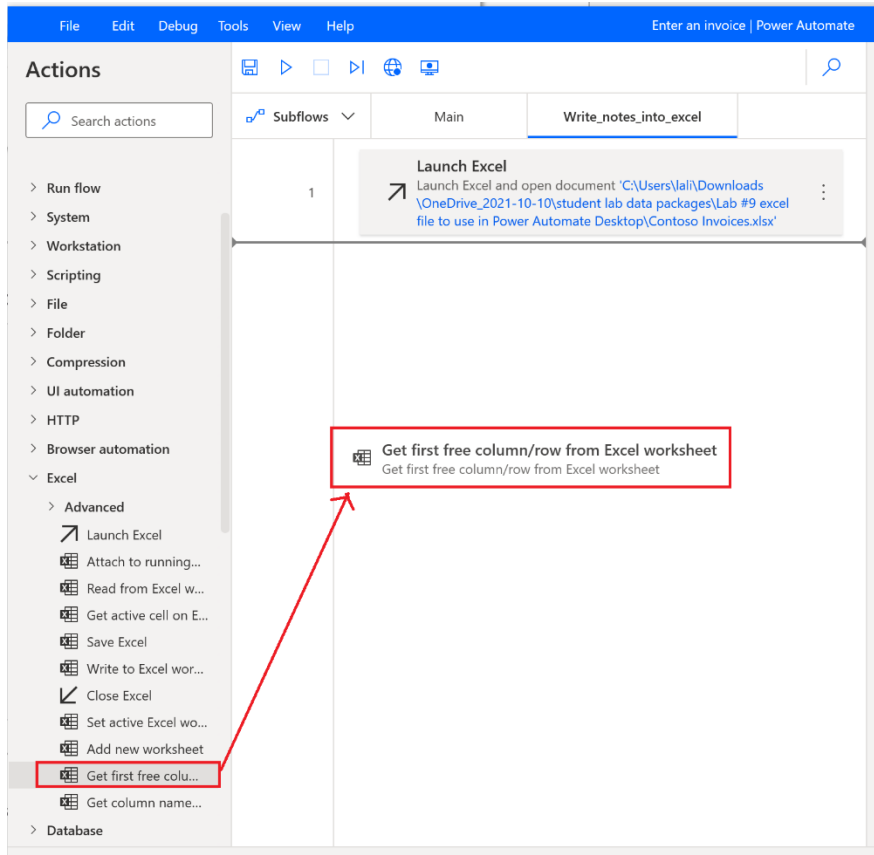 File Edit Debug Tools View Help Enter an invoice | Power Automate
Actions
Search actions
Run flow
System
Workstation
Scripting
File
Folder
Compression
UI automation
HTTP
Browser automation
Excel
Advanced
Launch Excel
Attach to running...
Read from Excel w...
Get active cell on E...
Save Excel
Write to Excel wor...
Close Excel
Set active Excel wo...
Add new worksheet
Get first free colu...
Get column name...
Database
Subflows Main Write_notes_into_excel
1
Launch Excel
Launch Excel and open document 'C:\Users\lali\Downloads
\OneDrive_2021-10-10\student lab data packages\Lab #9 excel
file to use in Power Automate Desktop\Contoso Invoices.xlsx'
Get first free column/row from Excel worksheet
Get first free column/row from Excel worksheet